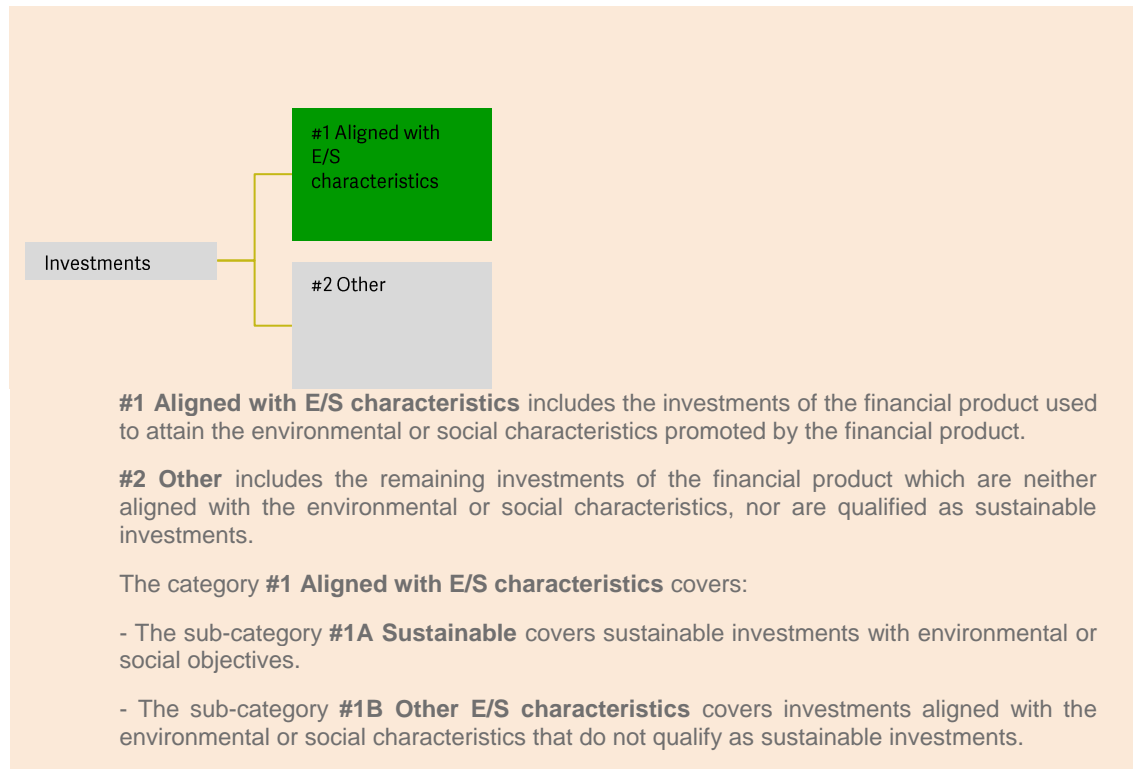 #1 Aligned with
E/S
characteristics
Investments
#2 Other
#1 Aligned with E/S characteristics includes the investments of the financial product used
to attain the environmental or social characteristics promoted by the financial product.
#2 Other includes the remaining investments of the financial product which are neither
aligned with the environmental or social characteristics, nor are qualified as sustainable
investments.
The category #1 Aligned with E/S characteristics covers:
- The sub-category #1A Sustainable covers sustainable investments with environmental or
social objectives.
- The sub-category #1B Other E/S characteristics covers investments aligned with the
environmental or social characteristics that do not qualify as sustainable investments.